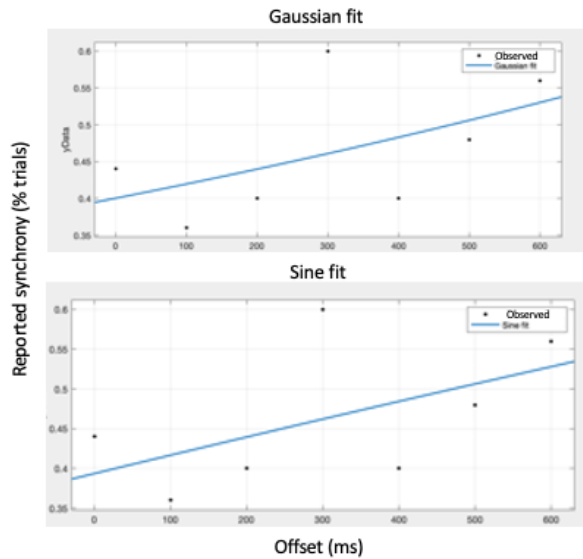 Gaussian fit
0.6
0.55
0.5
0.45
0.4
0.35
yData
Observed
Gaussian fit
0 100 200 300 400 500 600
Reported synchrony (% trials)
Sine fit
0.6
0.55
0.5
0.45
0.4
0.35
Observed
Sine fit
0 100 200 300 400 500 600
Offset (ms)